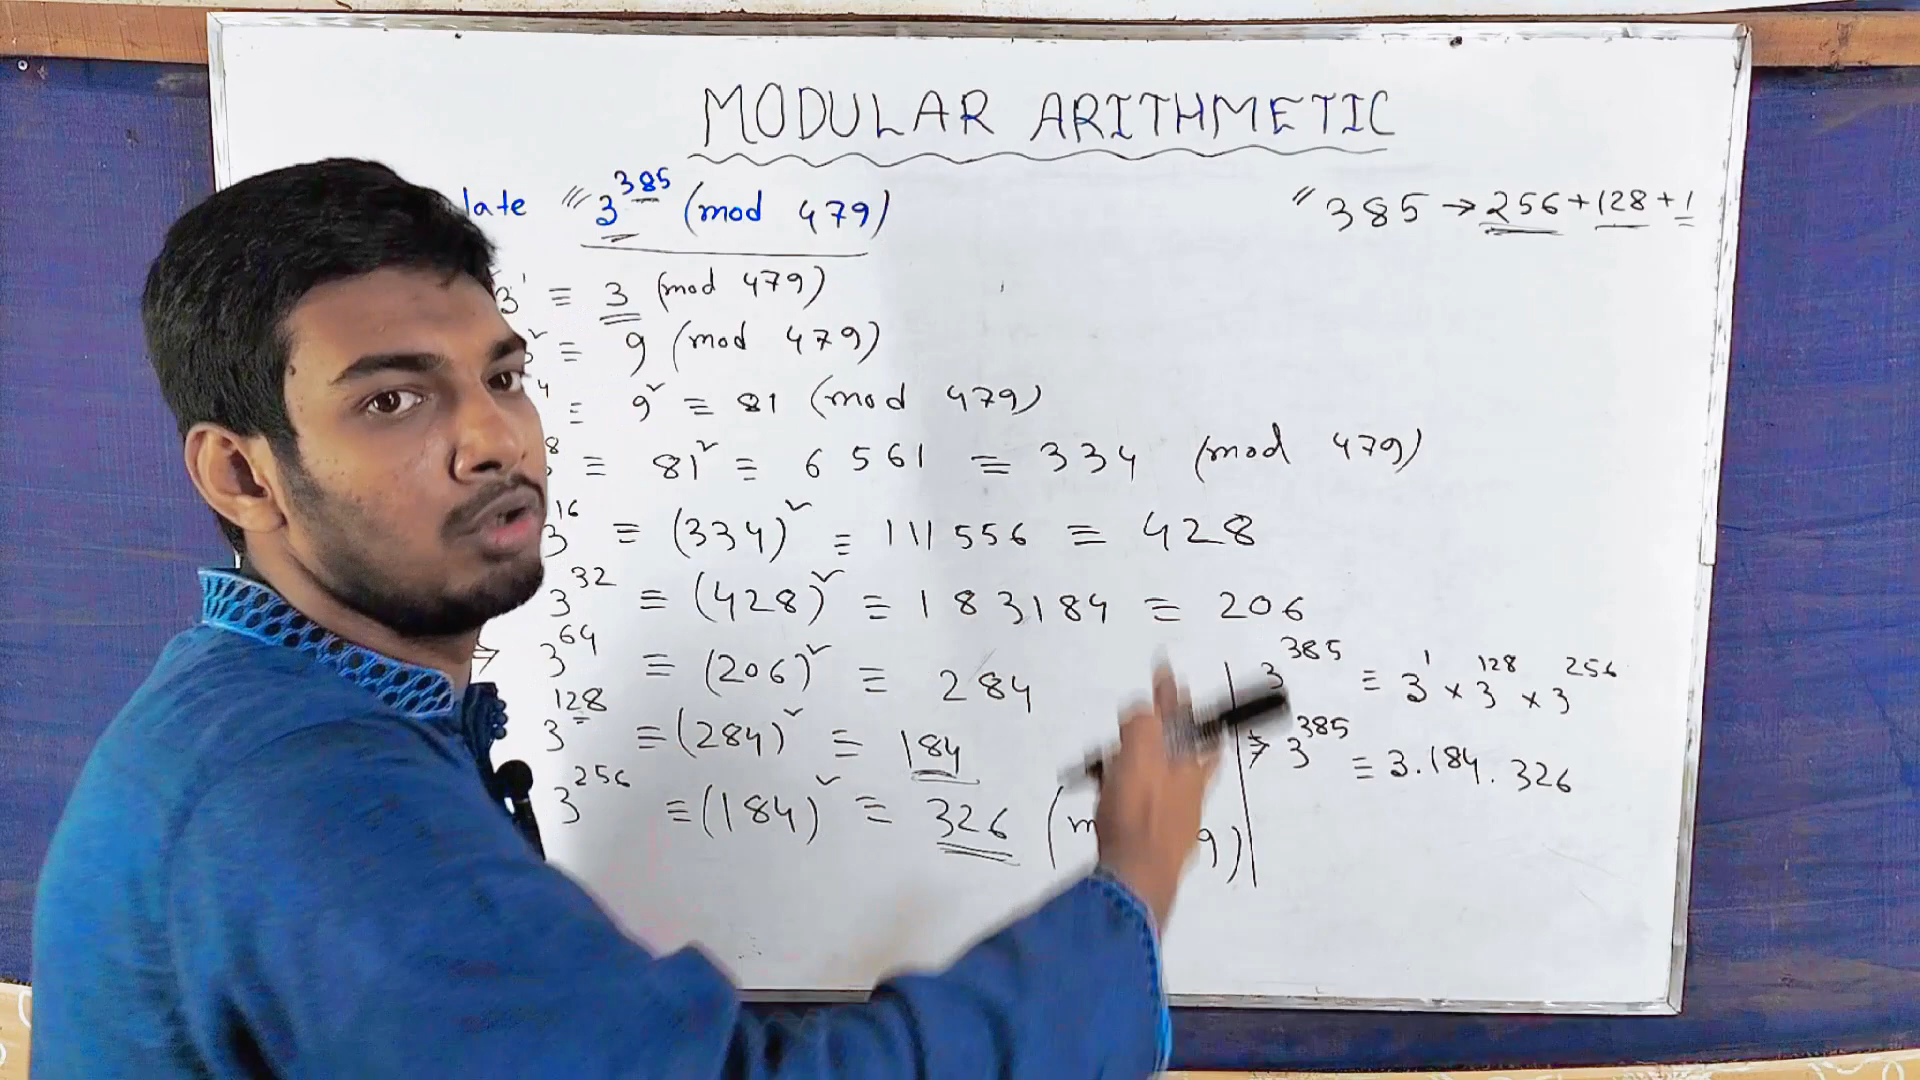 MODULAR ARITHMETIC
late 3^385 (mod 479)
385 → 256 + 128 + 1
3^1 ≡ 3 (mod 479)
≡ 9 (mod 479)
4 ≡ 9^2 ≡ 81 (mod 479)
8 ≡ 81^2 ≡ 6561 ≡ 334 (mod 479)
3^16 ≡ (334)^2 ≡ 111556 ≡ 428
3^32 ≡ (428)^2 ≡ 183184 ≡ 206
⇒ 3^64 ≡ (206)^2 ≡ 284
3^128 ≡ (284)^2 ≡ 184
3^256 ≡ (184)^2 ≡ 326 (m 9)
3^385 ≡ 3^1 × 3^128 × 3^256
⇒ 3^385 ≡ 3.184.326